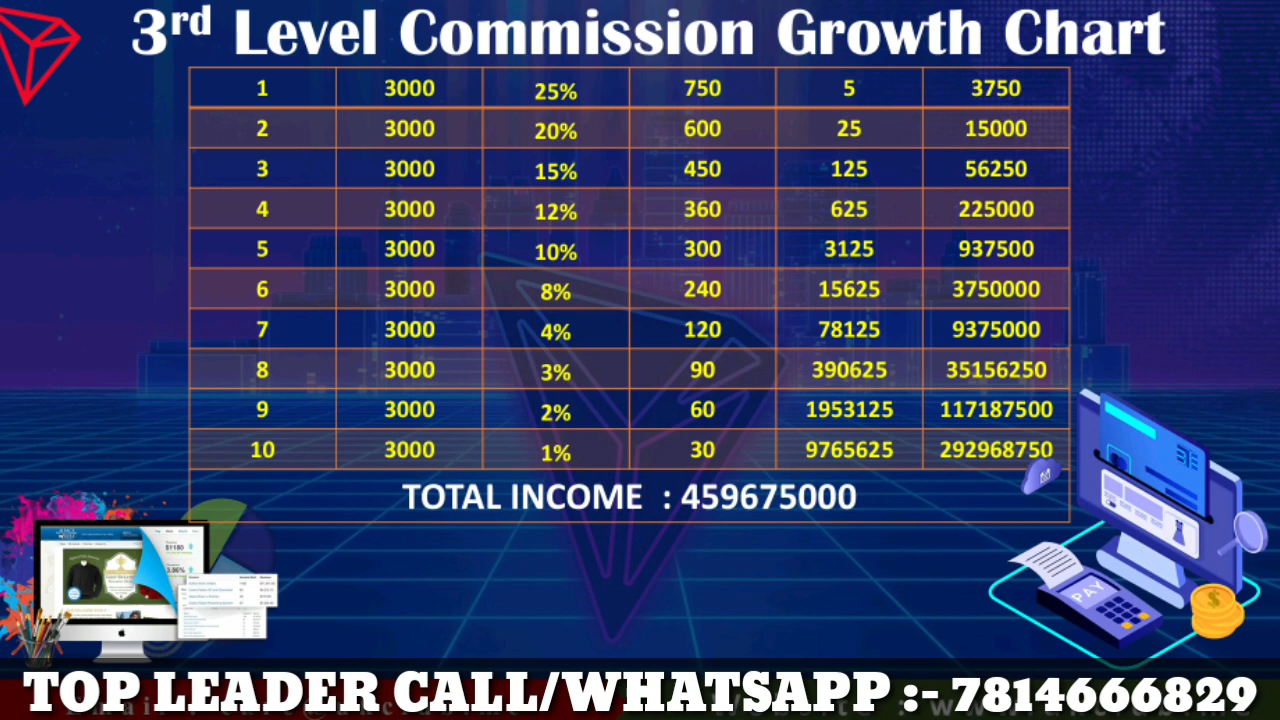 3rd Level Commission Growth Chart
1 3000 25% 750 5 3750
2 3000 20% 600 25 15000
3 3000 15% 450 125 56250
4 3000 12% 360 625 225000
5 3000 10% 300 3125 937500
6 3000 8% 240 15625 3750000
7 3000 4% 120 78125 9375000
8 3000 3% 90 390625 35156250
9 3000 2% 60 1953125 117187500
10 3000 1% 30 9765625 292968750
TOTAL INCOME : 459675000
$1180
TOP LEADER CALL/WHATSAPP :- 7814666829